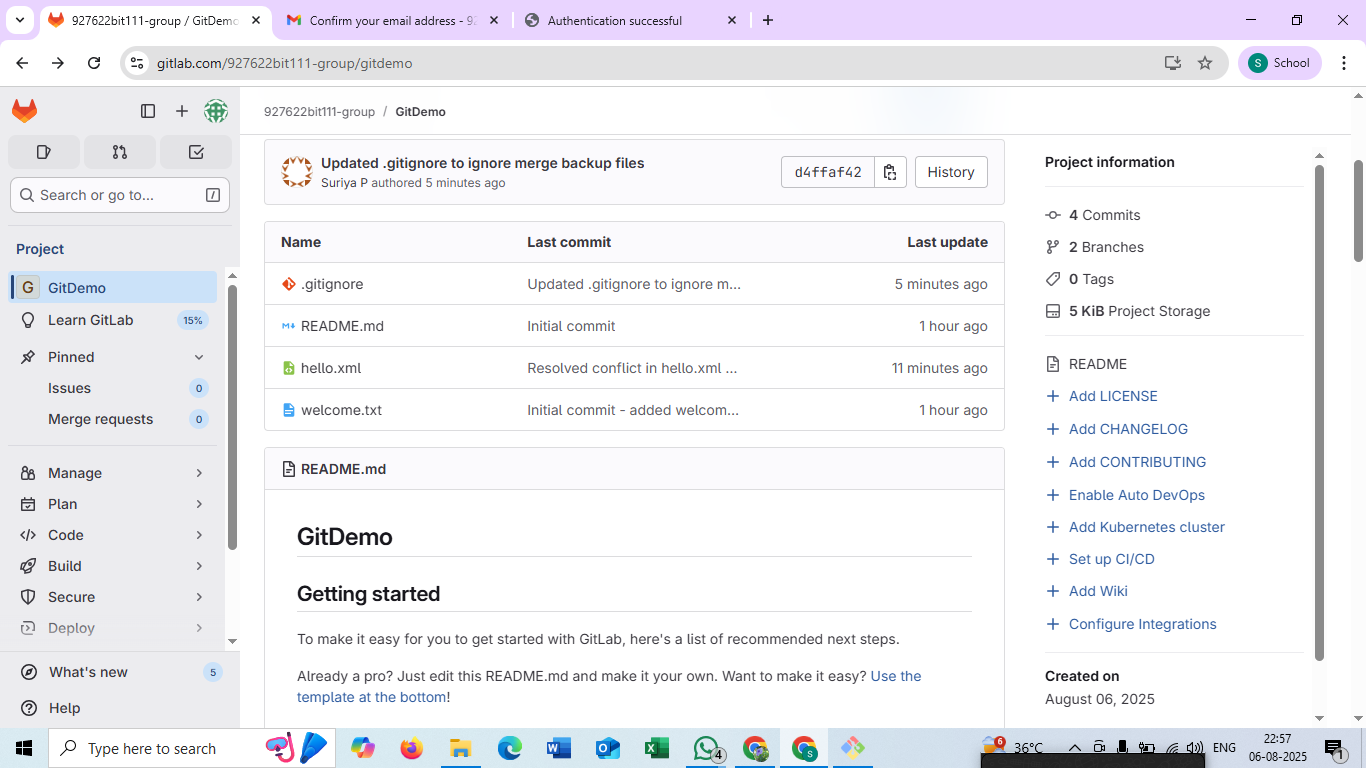 927622bit111-group / GitDemo
Confirm your email address - 92
Authentication successful
gitlab.com/927622bit111-group/gitdemo
S
School
927622bit111-group / GitDemo
Search or go to...
/
Project
G GitDemo
Learn GitLab 15%
Pinned
Issues 0
Merge requests 0
Manage
Plan
Code
Build
Secure
Deploy
What's new 5
Help
Updated .gitignore to ignore merge backup files
Suriya P authored 5 minutes ago
d4ffaf42
History
Name Last commit Last update
.gitignore Updated .gitignore to ignore m... 5 minutes ago
README.md Initial commit 1 hour ago
hello.xml Resolved conflict in hello.xml ... 11 minutes ago
welcome.txt Initial commit - added welcom... 1 hour ago
README.md
GitDemo
Getting started
To make it easy for you to get started with GitLab, here's a list of recommended next steps.
Already a pro? Just edit this README.md and make it your own. Want to make it easy? Use the
template at the bottom!
Project information
4 Commits
2 Branches
0 Tags
5 KiB Project Storage
README
Add LICENSE
Add CHANGELOG
Add CONTRIBUTING
Enable Auto DevOps
Add Kubernetes cluster
Set up CI/CD
Add Wiki
Configure Integrations
Created on
August 06, 2025
Type here to search
4
6
36°C
ENG
22:57
06-08-2025
1